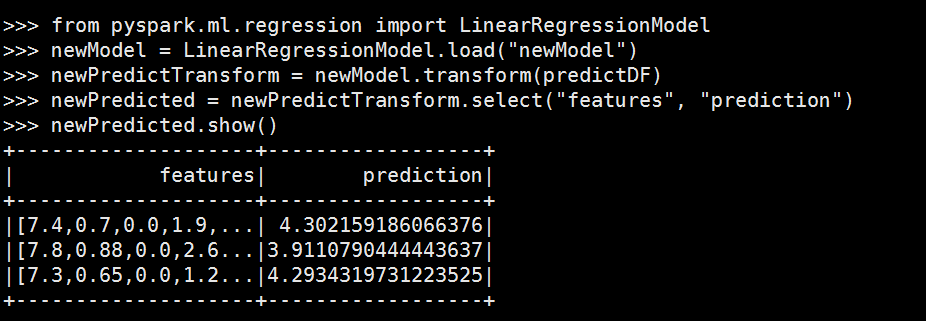 >>> from pyspark.ml.regression import LinearRegressionModel
>>> newModel = LinearRegressionModel.load("newModel")
>>> newPredictTransform = newModel.transform(predictDF)
>>> newPredicted = newPredictTransform.select("features", "prediction")
>>> newPredicted.show()
+--------------------+------------------+
|            features|        prediction|
+--------------------+------------------+
|[7.4,0.7,0.0,1.9,...| 4.302159186066376|
|[7.8,0.88,0.0,2.6...|3.9110790444443637|
|[7.3,0.65,0.0,1.2...|4.2934319731223525|
+--------------------+------------------+